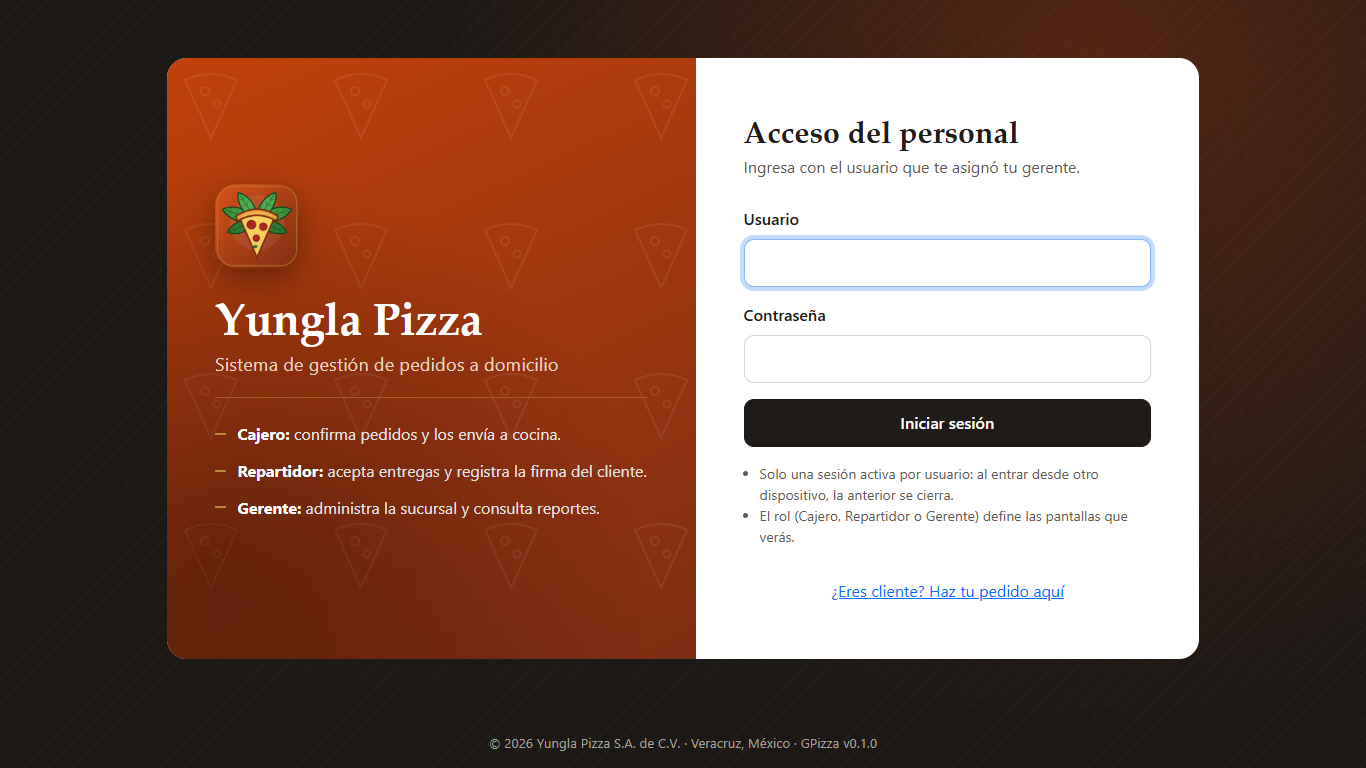 Yungla Pizza
Sistema de gestión de pedidos a domicilio
Cajero: confirma pedidos y los envía a cocina.
Repartidor: acepta entregas y registra la firma del cliente.
Gerente: administra la sucursal y consulta reportes.
Acceso del personal
Ingresa con el usuario que te asignó tu gerente.
Usuario
Contraseña
Iniciar sesión
Solo una sesión activa por usuario: al entrar desde otro
dispositivo, la anterior se cierra.
El rol (Cajero, Repartidor o Gerente) define las pantallas que
verás.
¿Eres cliente? Haz tu pedido aquí
© 2026 Yungla Pizza S.A. de C.V. · Veracruz, México · GPizza v0.1.0